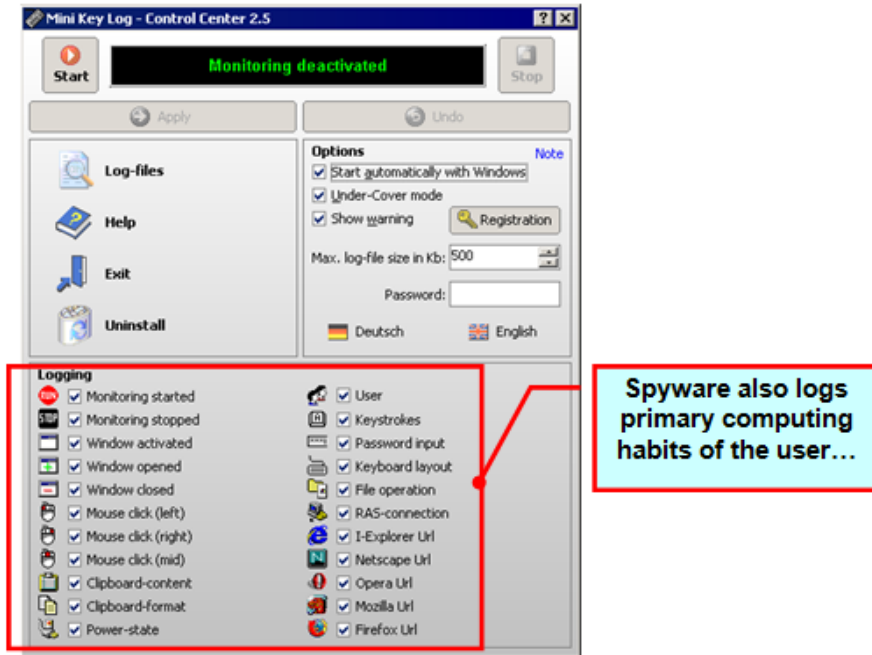 Mini Key Log - Control Center 2.5
Start
Monitoring deactivated
Stop
Apply
Undo
Log-files
Help
Exit
Uninstall
Options
Note
Start automatically with Windows
Under-Cover mode
Show warning
Registration
Max. log-file size in Kb: 500
Password:
Deutsch
English
Logging
Monitoring started
Monitoring stopped
Window activated
Window opened
Window closed
Mouse click (left)
Mouse click (right)
Mouse click (mid)
Clipboard-content
Clipboard-format
Power-state
User
Keystrokes
Password input
Keyboard layout
File operation
RAS-connection
I-Explorer Url
Netscape Url
Opera Url
Mozilla Url
Firefox Url
Spyware also logs
primary computing
habits of the user...